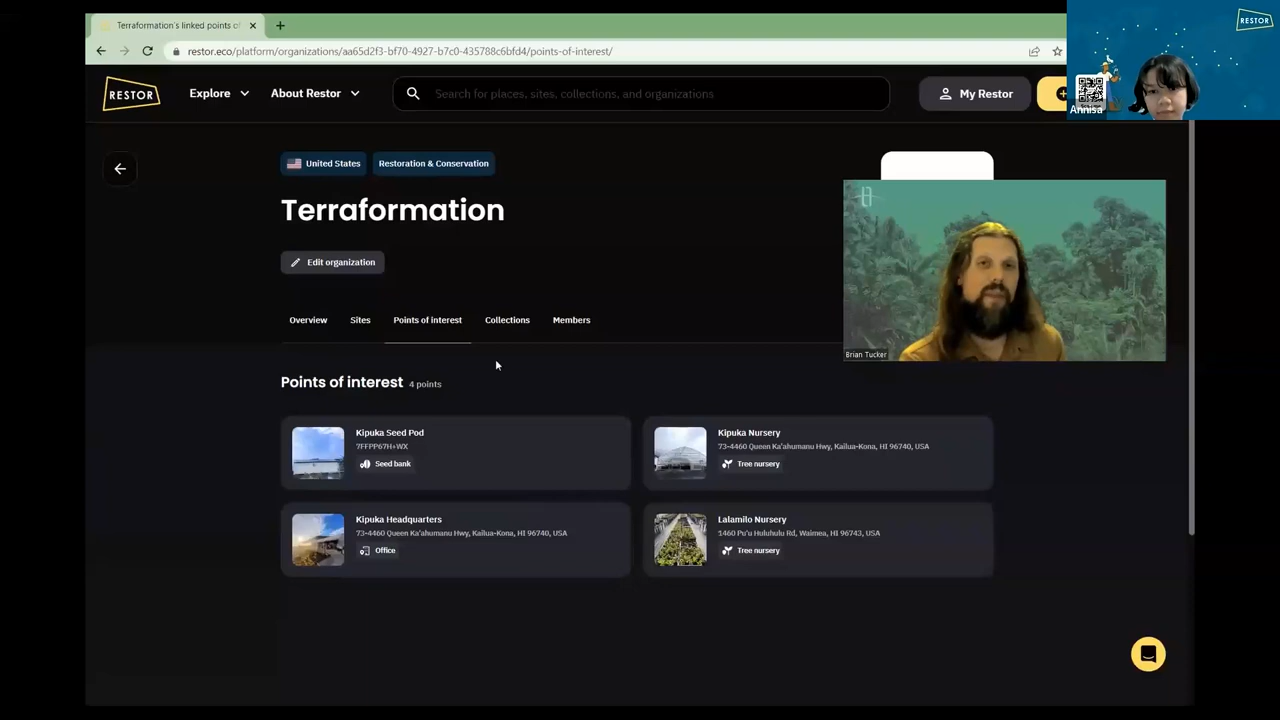 Terraformation's linked points of
restor.eco/platform/organizations/aa65d2f3-bf70-4927-b7c0-435788c6bfd4/points-of-interest/
RESTOR
Explore
About Restor
Search for places, sites, collections, and organizations
My Restor
RESTOR
Annisa
United States
Restoration & Conservation
Terraformation
Edit organization
Brian Tucker
Overview
Sites
Points of interest
Collections
Members
Points of interest 4 points
Kipuka Seed Pod
7FFPP67H+WX
Seed bank
Kipuka Nursery
73-4460 Queen Ka'ahumanu Hwy, Kailua-Kona, HI 96740, USA
Tree nursery
Kipuka Headquarters
73-4460 Queen Ka'ahumanu Hwy, Kailua-Kona, HI 96740, USA
Office
Lalamilo Nursery
1460 Pu'u Huluhulu Rd, Waimea, HI 96743, USA
Tree nursery